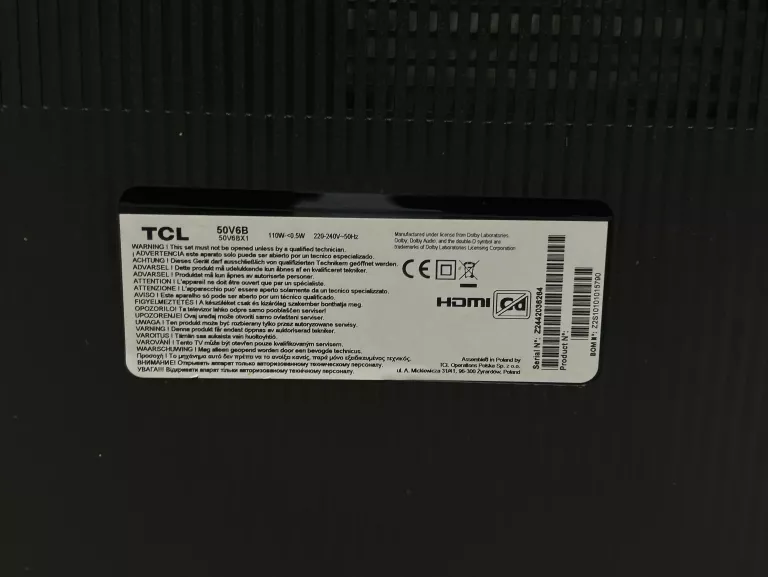 TCL
50V6B
50V6BX1
110W~<0.5W 220-240V~50Hz
WARNING ! This set must not be opened unless by a qualified technician.
¡ ADVERTENCIA este aparato solo puede ser abierto por tecnico especializado.
ACHTUNG ! Dieses Gerät darf ausschließlich von qualifizierten Technikern geöffnet werden.
ADVARSEL ! Dette produkt må udelukkende kun åbnes af en kvalificeret tekniker.
ADVARSEL ! Produktet må kun åpnes av autoriserte personer.
ATTENTION ! L'appareil ne doit être ouvert que par un spécialiste.
ATTENZIONE ! L'apparecchio puo' essere aperto solamente da un tecnico specializzato.
AVISO ! Este aparelho só pode ser aberto por um técnico qualificado.
FIGYELMEZTETÉS ! A készüléket csak és kizárólag szakember bonthatja meg.
OPOZORILO! Ta televizor lahko odpre samo pooblaščen serviser!
UPOZORENJE! Ovaj uređaj može otvoriti samo ovlašteni serviser.
UWAGA ! Ten produkt może być rozbierany tylko przez autoryzowane serwisy.
VARNING ! Denna produkt får endast öppnas av auktoriserad tekniker.
VAROITUS ! Tämän saa aukaista vain huoltoyhtiö.
VAROVÁNÍ ! Tento TV může být otevřen pouze kvalifikovaným servisem.
WAARSCHUWING ! Mag alleen geopend worden door een bevoegde technicus.
Προσοχή ! Το μηχάνημα αυτό δεν πρέπει να το ανοίξει κανείς, παρά μόνο εξειδικευμένος τεχνικός.
ВНИМАНИЕ! Открывать аппарат только авторизованному техническому персоналу.
УВАГА!!! Відкривати апарат тільки авторизованому технічному персоналу.
Manufactured under license from Dolby Laboratories.
Dolby, Dolby Audio, and the double-D symbol are
trademarks of Dolby Laboratories Licensing Corporation.
CE
HDMI
Assembled in Poland by
TCL Operations Polska Sp. z o.o.
ul. A. Mickiewicza 31/41, 96-300 Żyrardów, Poland
Serial N°: Z2442036264
Product N°:
BOM N°: Z2S10101015790